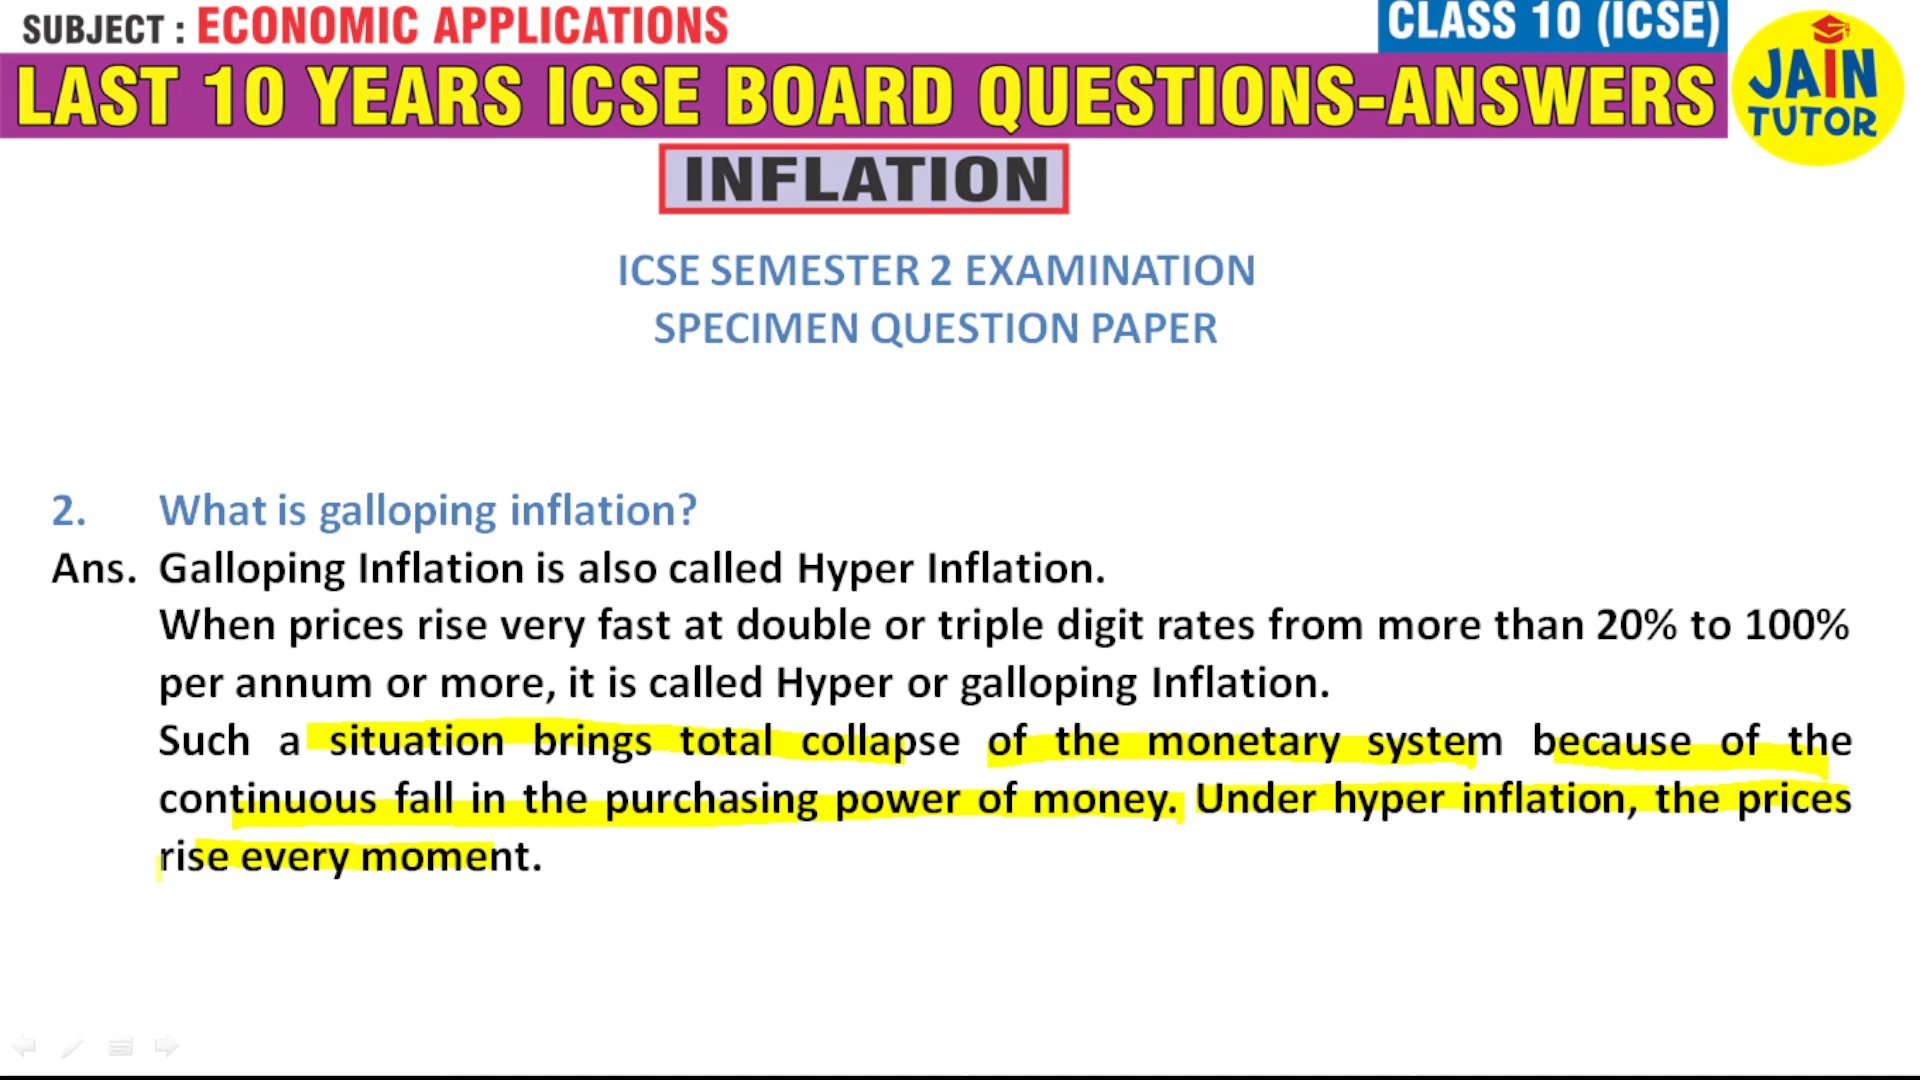 SUBJECT : ECONOMIC APPLICATIONS
CLASS 10 (ICSE)
LAST 10 YEARS ICSE BOARD QUESTIONS-ANSWERS
JAIN
TUTOR
INFLATION
ICSE SEMESTER 2 EXAMINATION
SPECIMEN QUESTION PAPER
2. What is galloping inflation?
Ans. Galloping Inflation is also called Hyper Inflation.
When prices rise very fast at double or triple digit rates from more than 20% to 100%
per annum or more, it is called Hyper or galloping Inflation.
Such a situation brings total collapse of the monetary system because of the
continuous fall in the purchasing power of money. Under hyper inflation, the prices
rise every moment.